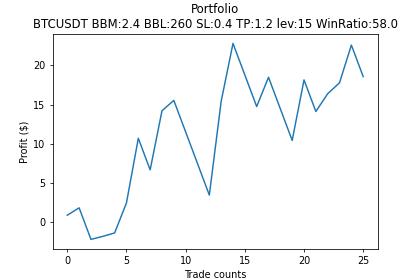 Portfolio
BTCUSDT BBM:2.4 BBL:260 SL:0.4 TP:1.2 lev:15 WinRatio:58.0
20
15
10
5
0
Profit ($)
0 5 10 15 20 25
Trade counts